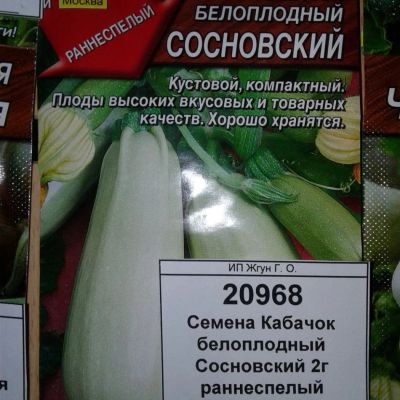 Москва
РАННЕСПЕЛЫЙ
БЕЛОПЛОДНЫЙ
СОСНОВСКИЙ
Кустовой, компактный.
Плоды высоких вкусовых и товарных
качеств. Хорошо хранятся.
ИП Жгун Г. О.
20968
Семена Кабачок
белоплодный
Сосновский 2г
раннеспелый